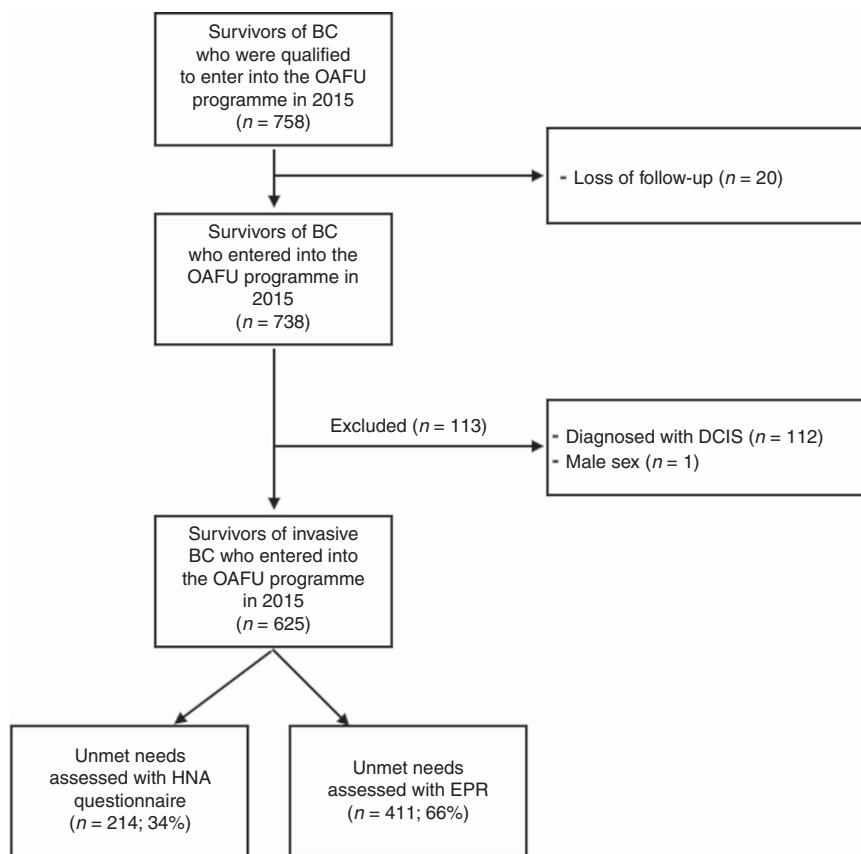 Survivors of BC
who were qualified
to enter into the OAFU
programme in 2015
(n = 758)
- Loss of follow-up (n = 20)
Survivors of BC
who entered into the
OAFU programme in
2015
(n = 738)
Excluded (n = 113)
- Diagnosed with DCIS (n = 112)
- Male sex (n = 1)
Survivors of invasive
BC who entered into
the OAFU programme
in 2015
(n = 625)
Unmet needs
assessed with HNA
questionnaire
(n = 214; 34%)
Unmet needs
assessed with EPR
(n = 411; 66%)